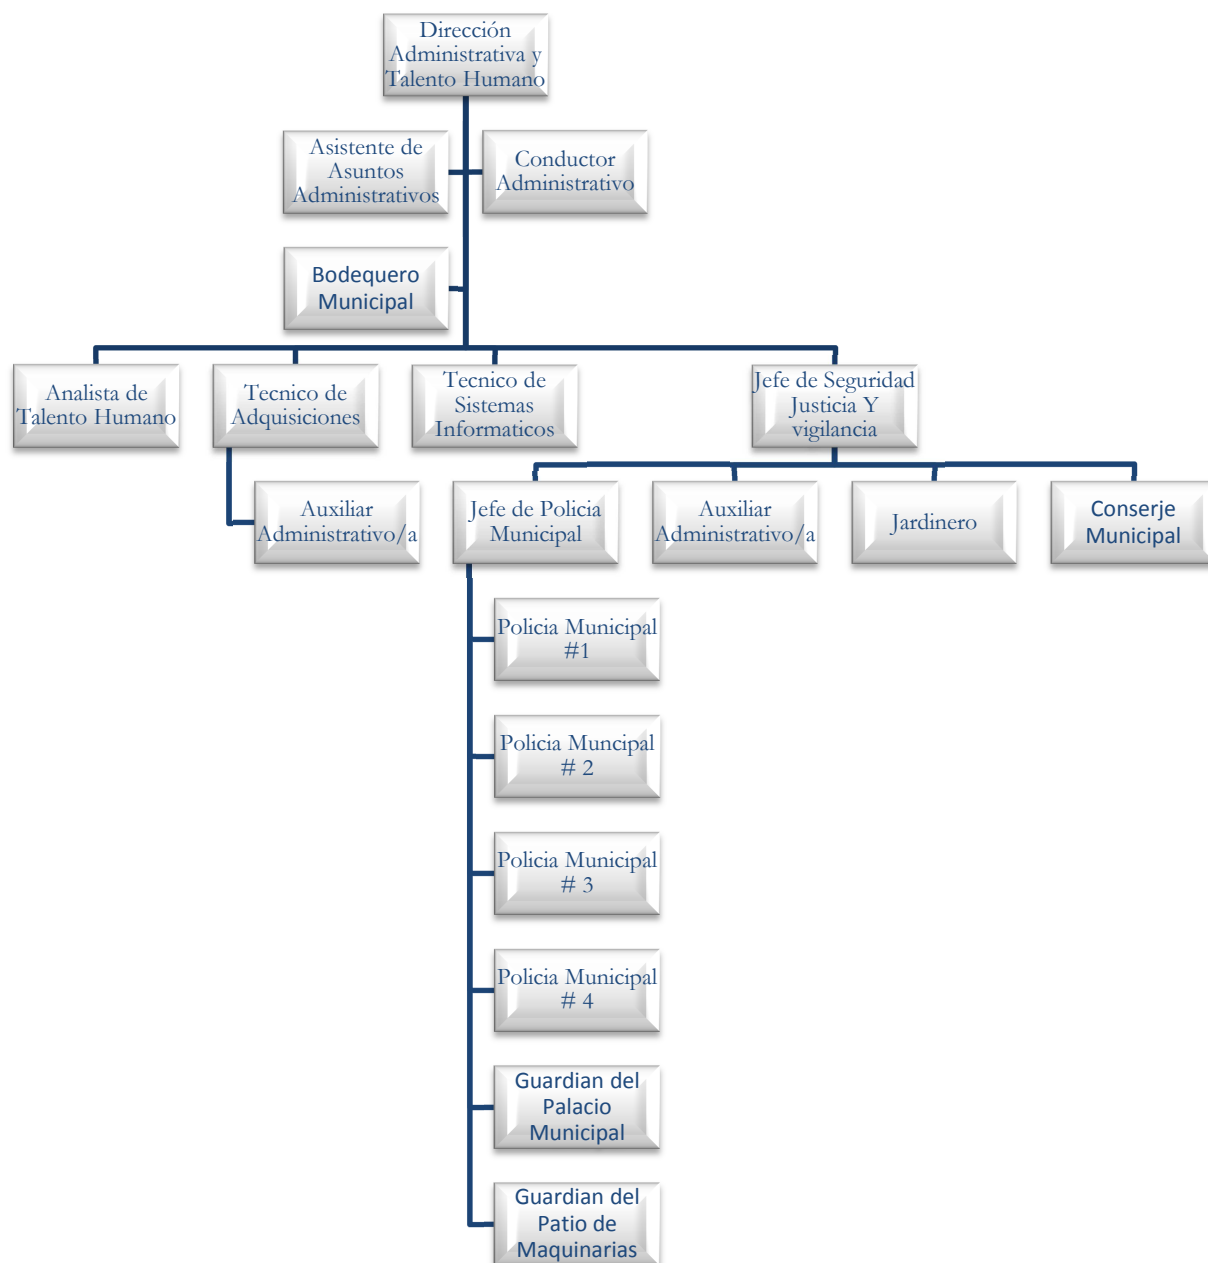 Dirección
Administrativa y
Talento Humano
Asistente de
Asuntos
Administrativos
Conductor
Administrativo
Bodequero
Municipal
Analista de
Talento Humano
Tecnico de
Adquisiciones
Tecnico de
Sistemas
Informaticos
Jefe de Seguridad
Justicia Y
vigilancia
Auxiliar
Administrativo/a
Jefe de Policia
Municipal
Auxiliar
Administrativo/a
Jardinero
Conserje
Municipal
Policia Municipal
#1
Policia Muncipal
# 2
Policia Municipal
# 3
Policia Municipal
# 4
Guardian del
Palacio
Municipal
Guardian del
Patio de
Maquinarias